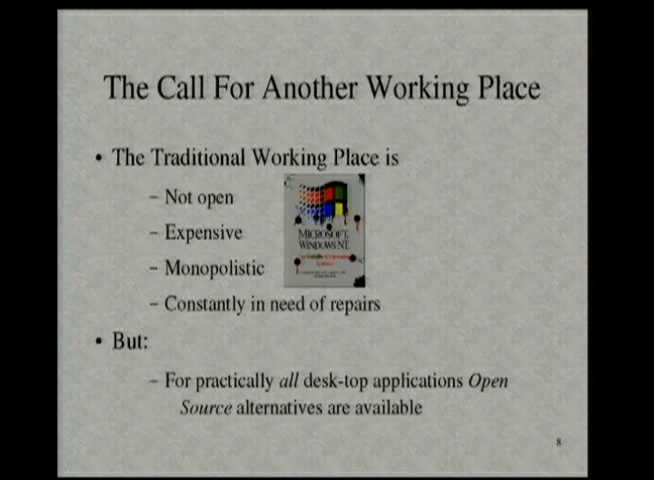 The Call For Another Working Place
• The Traditional Working Place is
– Not open
– Expensive
– Monopolistic
– Constantly in need of repairs
MICROSOFT
WINDOWS NT
• But:
– For practically all desk-top applications Open
Source alternatives are available
8